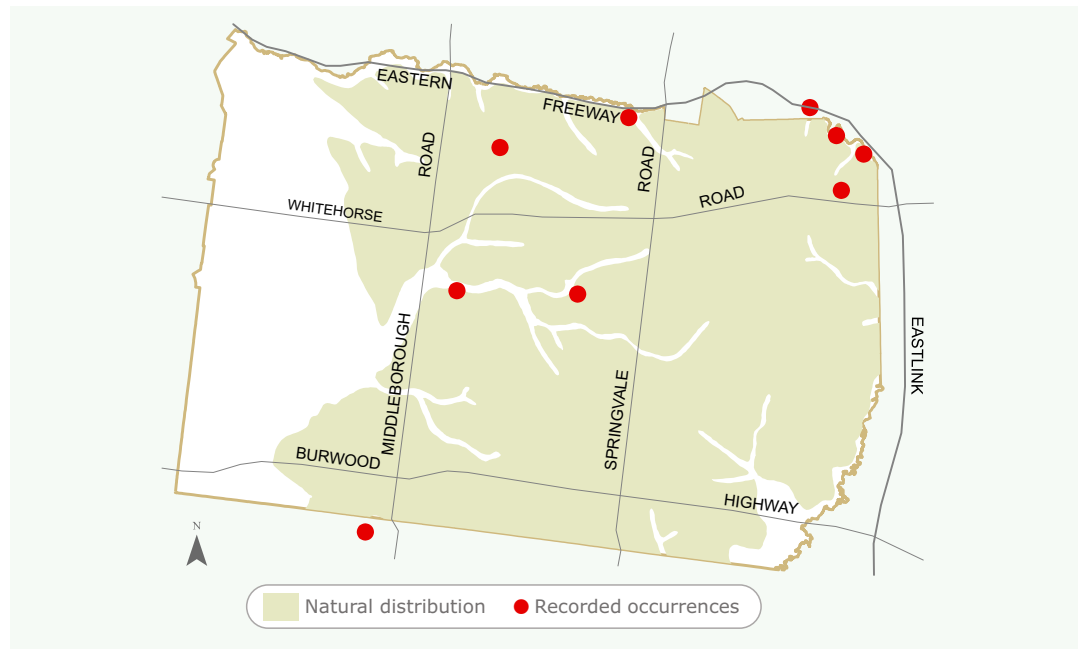 EASTERN
FREEWAY
ROAD
ROAD
ROAD
WHITEHORSE
EASTLINK
MIDDLEBOROUGH
SPRINGVALE
BURWOOD
HIGHWAY
N
Natural distribution
Recorded occurrences